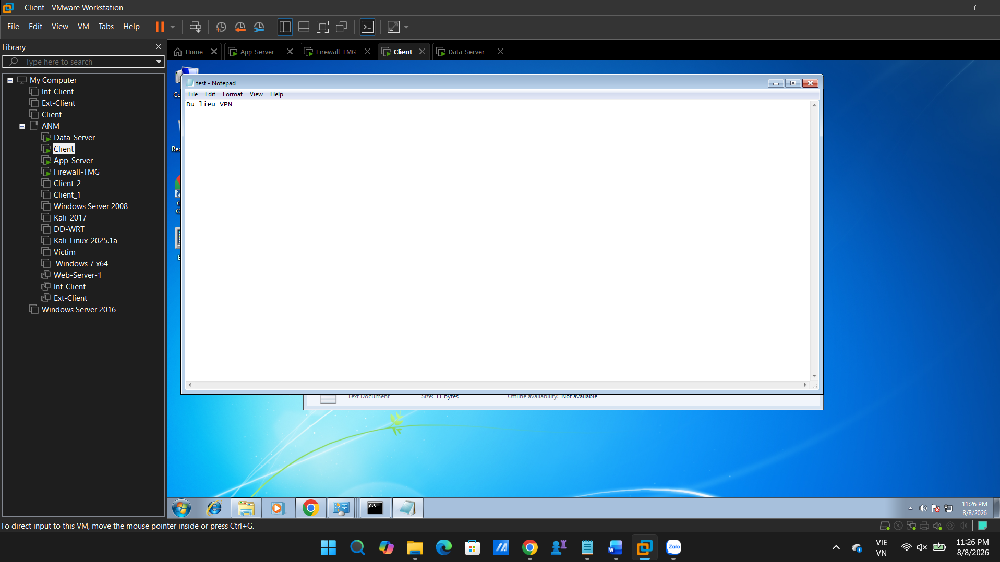 Client - VMware Workstation
File Edit View VM Tabs Help
Library
Type here to search
Home
App-Server
Firewall-TMG
Client
Data-Server
My Computer
Int-Client
Ext-Client
Client
ANM
Data-Server
Client
App-Server
Firewall-TMG
Client_2
Client_1
Windows Server 2008
Kali-2017
DD-WRT
Kali-Linux-2025.1a
Victim
Windows 7 x64
Web-Server-1
Int-Client
Ext-Client
Windows Server 2016
test - Notepad
File Edit Format View Help
Du lieu VPN
Co
Rec
G
C
E
Text Document Size: 11 bytes Offline availability: Not available
11:26 PM
8/8/2026
To direct input to this VM, move the mouse pointer inside or press Ctrl+G.
Zalo
VIE
VN
11:26 PM
8/8/2026